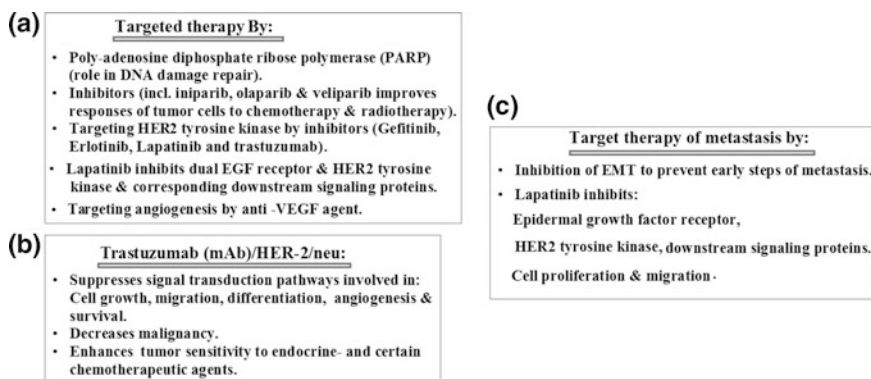 (a)
Targeted therapy By:
• Poly-adenosine diphosphate ribose polymerase (PARP)
(role in DNA damage repair).
• Inhibitors (incl. iniparib, olaparib & veliparib improves
responses of tumor cells to chemotherapy & radiotherapy).
• Targeting HER2 tyrosine kinase by inhibitors (Gefitinib,
Erlotinib, Lapatinib and trastuzumab).
• Lapatinib inhibits dual EGF receptor & HER2 tyrosine
kinase & corresponding downstream signaling proteins.
• Targeting angiogenesis by anti -VEGF agent.
(b)
Trastuzumab (mAb)/HER-2/neu:
• Suppresses signal transduction pathways involved in:
Cell growth, migration, differentiation, angiogenesis &
survival.
• Decreases malignancy.
• Enhances tumor sensitivity to endocrine- and certain
chemotherapeutic agents.
(c)
Target therapy of metastasis by:
• Inhibition of EMT to prevent early steps of metastasis.
• Lapatinib inhibits:
Epidermal growth factor receptor,
HER2 tyrosine kinase, downstream signaling proteins.
Cell proliferation & migration.